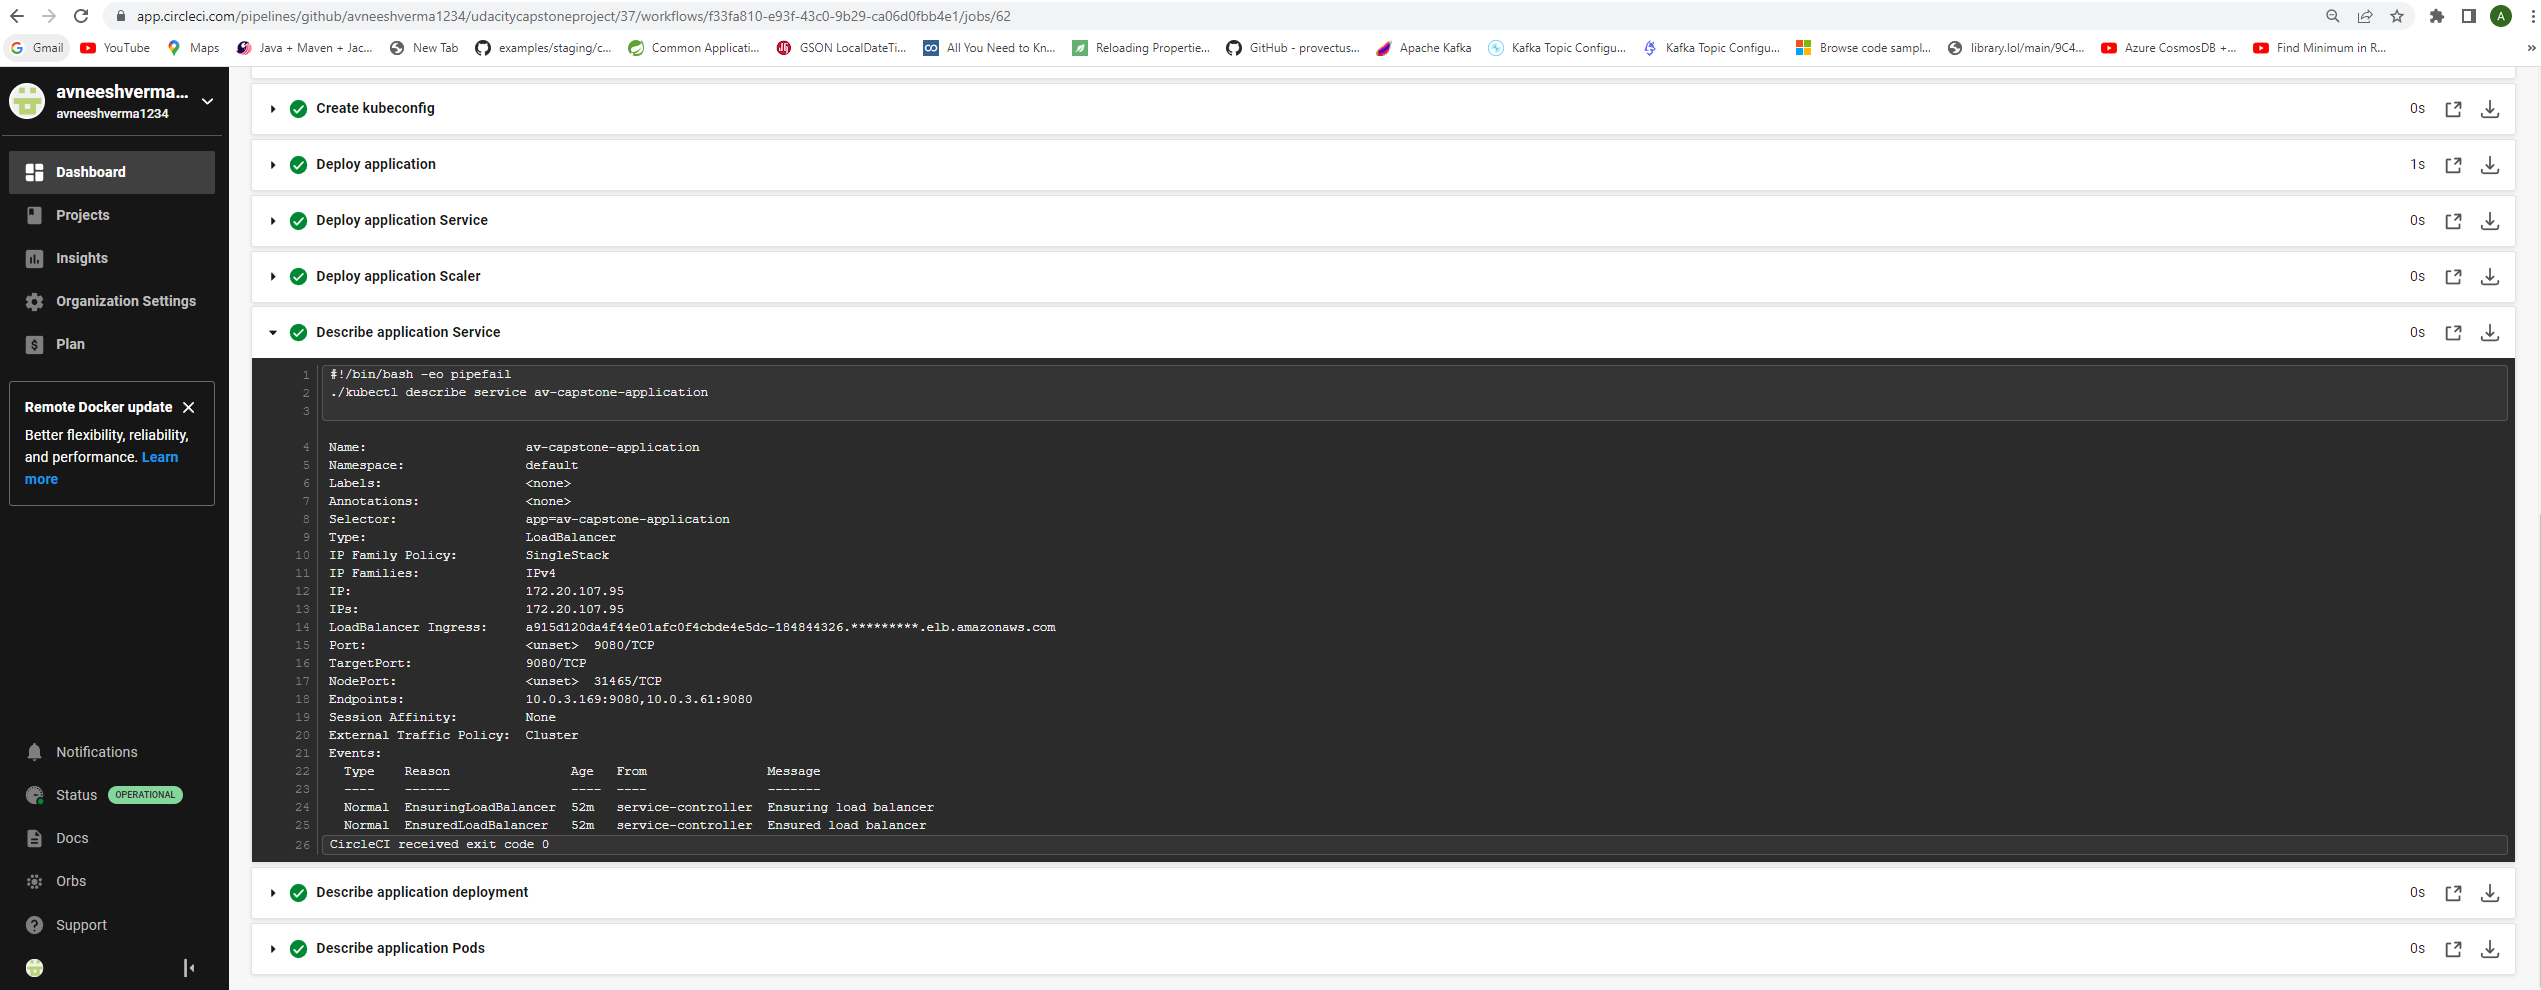 app.circleci.com/pipelines/github/avneeshverma1234/udacitycapstoneproject/37/workflows/f33fa810-e93f-43c0-9b29-ca06d0fbb4e1/jobs/62
A
Gmail YouTube Maps Java + Maven + Jac... New Tab examples/staging/c... Common Applicati... GSON LocalDateTi... All You Need to Kn... Reloading Propertie... GitHub - provectus... Apache Kafka Kafka Topic Configu... Kafka Topic Configu... Browse code sampl... library.lol/main/9C4... Azure CosmosDB +... Find Minimum in R... »
avneeshverma...
avneeshverma1234
Dashboard
Projects
Insights
Organization Settings
Plan
Remote Docker update
Better flexibility, reliability,
and performance. Learn
more
Notifications
Status OPERATIONAL
Docs
Orbs
Support
Create kubeconfig 0s
Deploy application 1s
Deploy application Service 0s
Deploy application Scaler 0s
Describe application Service 0s
1 #!/bin/bash -eo pipefail
2 ./kubectl describe service av-capstone-application
3
4 Name: av-capstone-application
5 Namespace: default
6 Labels: <none>
7 Annotations: <none>
8 Selector: app=av-capstone-application
9 Type: LoadBalancer
10 IP Family Policy: SingleStack
11 IP Families: IPv4
12 IP: 172.20.107.95
13 IPs: 172.20.107.95
14 LoadBalancer Ingress: a915d120da4f44e01afc0f4cbde4e5dc-184844326.*********.elb.amazonaws.com
15 Port: <unset> 9080/TCP
16 TargetPort: 9080/TCP
17 NodePort: <unset> 31465/TCP
18 Endpoints: 10.0.3.169:9080,10.0.3.61:9080
19 Session Affinity: None
20 External Traffic Policy: Cluster
21 Events:
22 Type Reason Age From Message
23 ---- ------ ---- ---- -------
24 Normal EnsuringLoadBalancer 52m service-controller Ensuring load balancer
25 Normal EnsuredLoadBalancer 52m service-controller Ensured load balancer
26 CircleCI received exit code 0
Describe application deployment 0s
Describe application Pods 0s